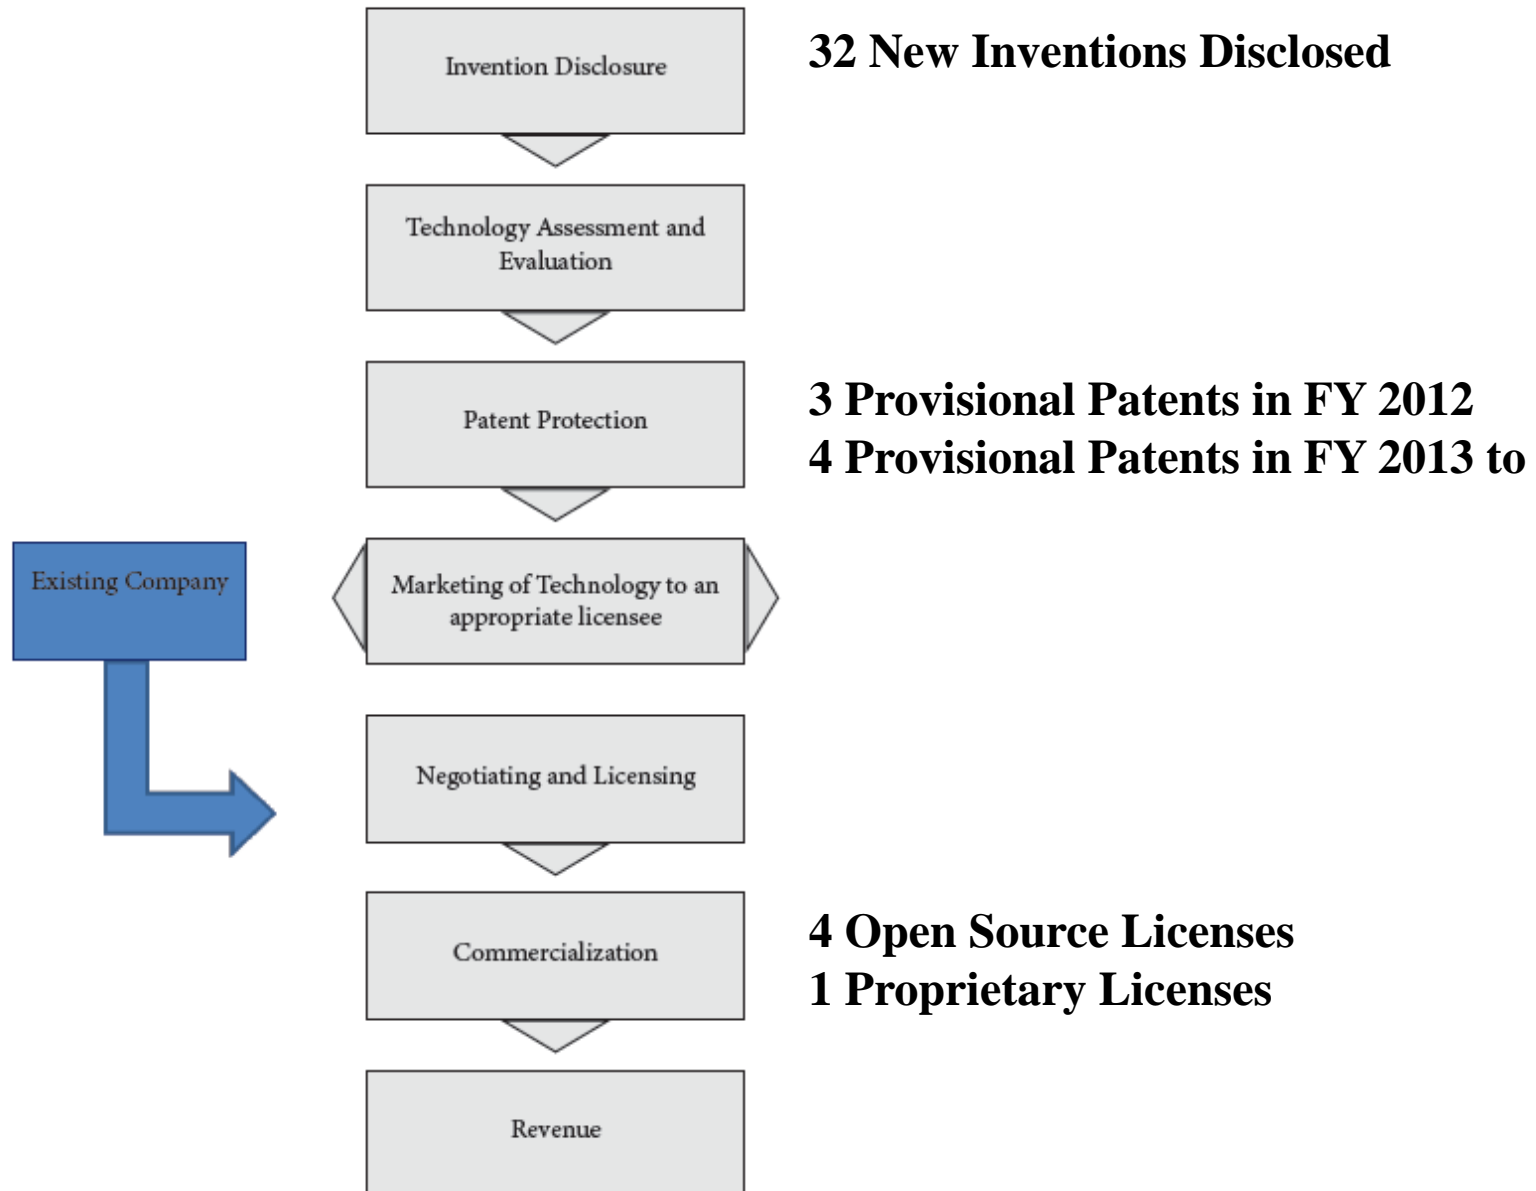 Invention Disclosure
32 New Inventions Disclosed
Technology Assessment and
Evaluation
Patent Protection
3 Provisional Patents in FY 2012
4 Provisional Patents in FY 2013 to
Existing Company
Marketing of Technology to an
appropriate licensee
Negotiating and Licensing
Commercialization
4 Open Source Licenses
1 Proprietary Licenses
Revenue